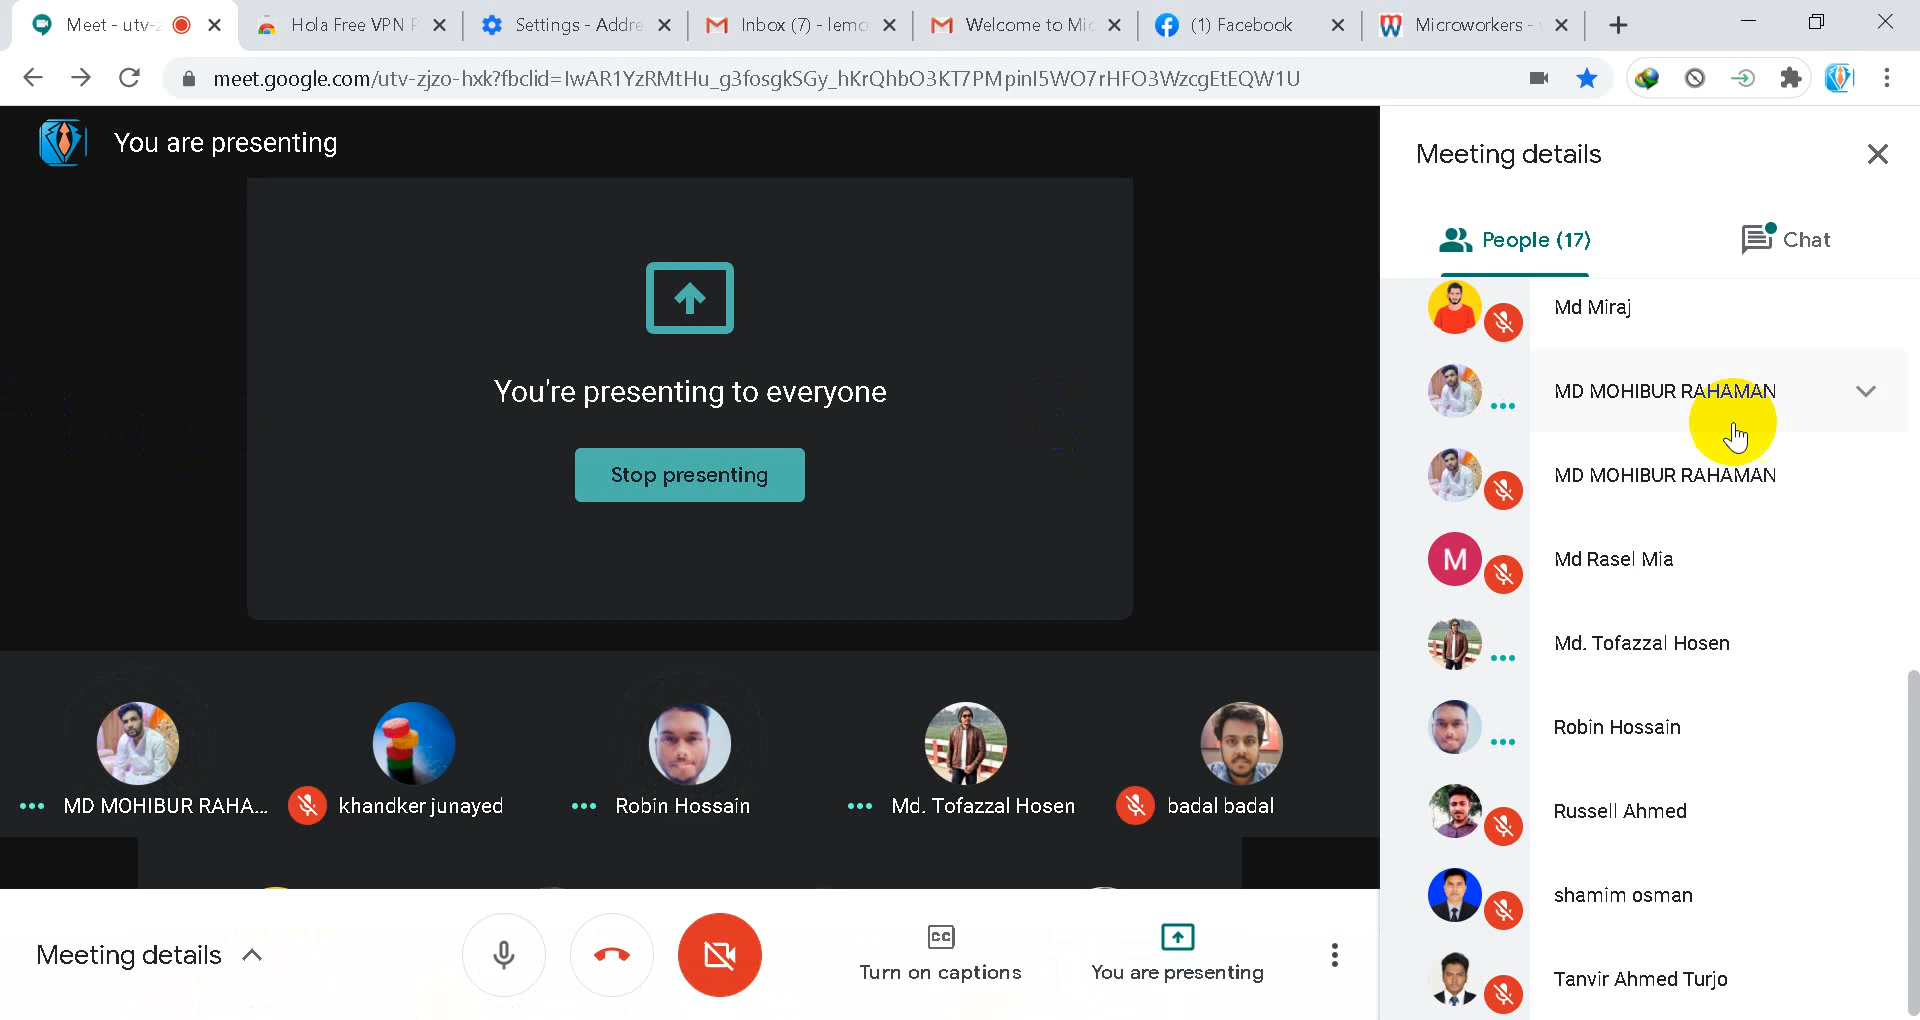 Meet - utv-z
Hola Free VPN P
Settings - Addre
Inbox (7) - lemo
Welcome to Mic
(1) Facebook
Microworkers -
meet.google.com/utv-zjzo-hxk?fbclid=IwAR1YzRMtHu_g3fosgkSGy_hKrQhbO3KT7PMpinI5WO7rHFO3WzcgEtEQW1U
You are presenting
Meeting details
People (17)
Chat
You're presenting to everyone
Stop presenting
Md Miraj
MD MOHIBUR RAHAMAN
MD MOHIBUR RAHAMAN
M
Md Rasel Mia
Md. Tofazzal Hosen
Robin Hossain
Russell Ahmed
shamim osman
Tanvir Ahmed Turjo
MD MOHIBUR RAHA...
khandker junayed
Robin Hossain
Md. Tofazzal Hosen
badal badal
Meeting details
CC
Turn on captions
You are presenting